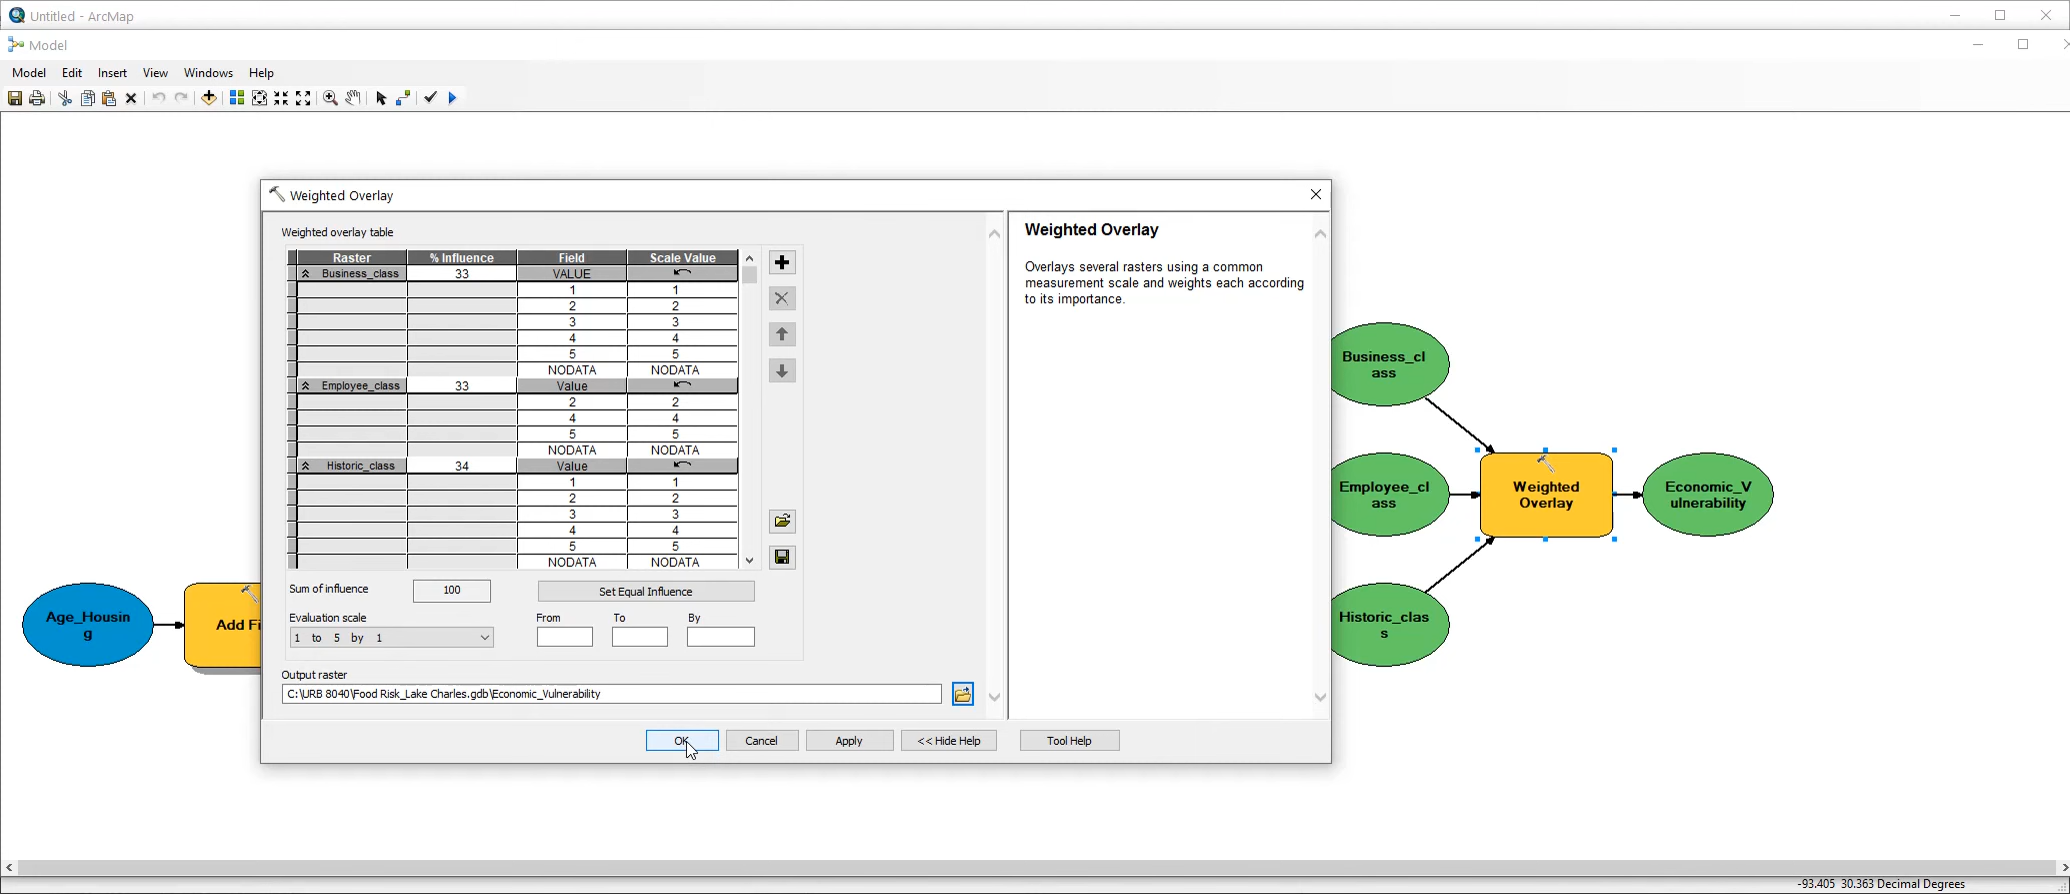 Untitled - ArcMap
Model
Model Edit Insert View Windows Help
Weighted Overlay
Weighted overlay table
Raster % Influence Field Scale Value
Business_class 33 VALUE
1 1
2 2
3 3
4 4
5 5
NODATA NODATA
Employee_class 33 Value
2 2
4 4
5 5
NODATA NODATA
Historic_class 34 Value
1 1
2 2
3 3
4 4
5 5
NODATA NODATA
Sum of influence 100 Set Equal Influence
Evaluation scale From To By
1 to 5 by 1
Output raster
C:\URB 8040\Food Risk_Lake Charles.gdb\Economic_Vulnerability
OK Cancel Apply << Hide Help Tool Help
Weighted Overlay
Overlays several rasters using a common
measurement scale and weights each according
to its importance.
Age_Housin
g
Add Fi
Business_cl
ass
Employee_cl
ass
Historic_clas
s
Weighted
Overlay
Economic_V
ulnerability
-93.405 30.363 Decimal Degrees